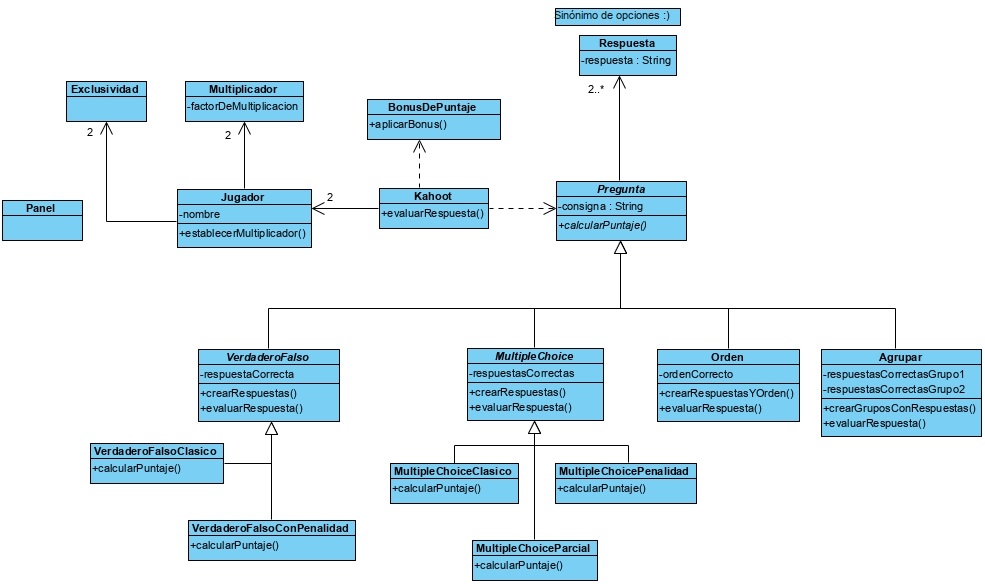 Sinónimo de opciones :)
Respuesta
-respuesta : String
2..*
Exclusividad
2
Multiplicador
-factorDeMultiplicacion
2
BonusDePuntaje
+aplicarBonus()
Panel
Jugador
-nombre
+establecerMultiplicador()
2
Kahoot
+evaluarRespuesta()
Pregunta
-consigna : String
+calcularPuntaje()
VerdaderoFalso
-respuestaCorrecta
+crearRespuestas()
+evaluarRespuesta()
MultipleChoice
-respuestasCorrectas
+crearRespuestas()
+evaluarRespuesta()
Orden
-ordenCorrecto
+crearRespuestasYOrden()
+evaluarRespuesta()
Agrupar
-respuestasCorrectasGrupo1
-respuestasCorrectasGrupo2
+crearGruposConRespuestas()
+evaluarRespuesta()
VerdaderoFalsoClasico
+calcularPuntaje()
VerdaderoFalsoConPenalidad
+calcularPuntaje()
MultipleChoiceClasico
+calcularPuntaje()
MultipleChoicePenalidad
+calcularPuntaje()
MultipleChoiceParcial
+calcularPuntaje()